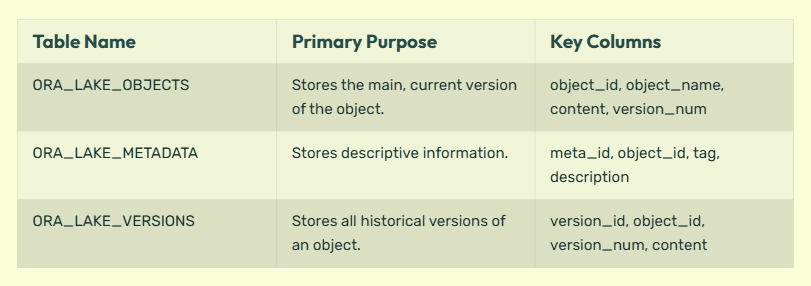 Table Name
Primary Purpose
Key Columns
ORA_LAKE_OBJECTS
Stores the main, current version
of the object.
object_id, object_name,
content, version_num
ORA_LAKE_METADATA
Stores descriptive information.
meta_id, object_id, tag,
description
ORA_LAKE_VERSIONS
Stores all historical versions of
an object.
version_id, object_id,
version_num, content